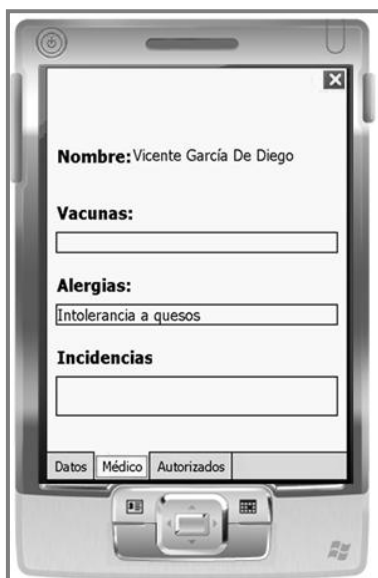 Nombre: Vicente García De Diego
Vacunas:
Alergias:
Intolerancia a quesos
Incidencias
Datos Médico Autorizados